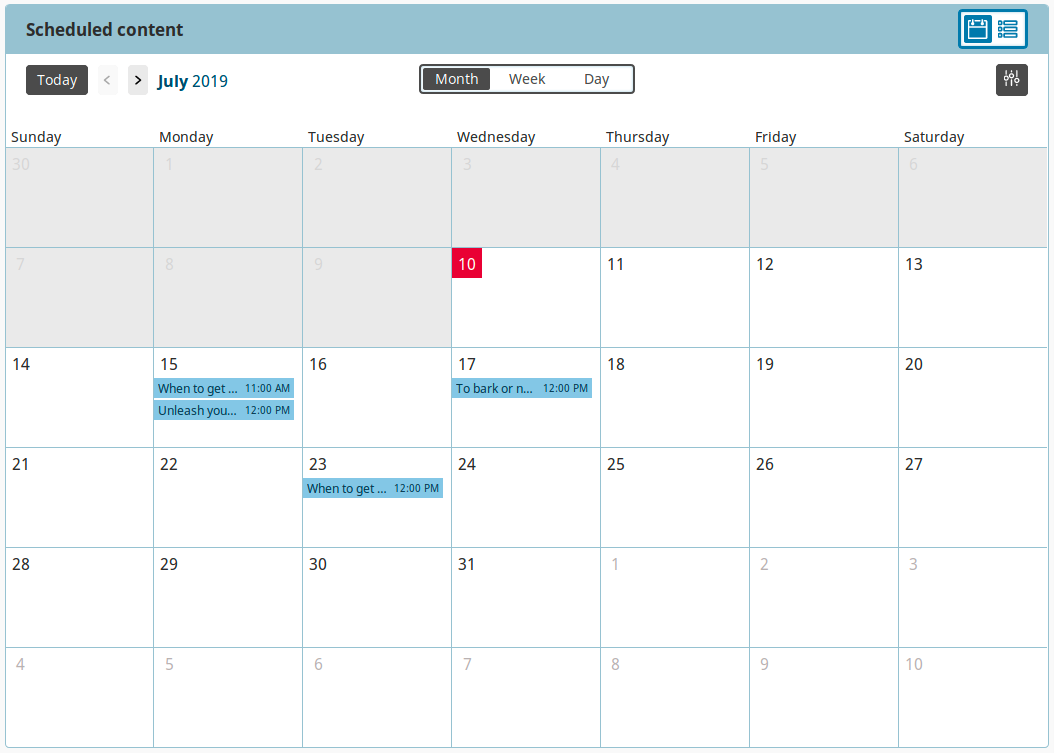 Scheduled content
Today < > July 2019 Month Week Day
Sunday Monday Tuesday Wednesday Thursday Friday Saturday
30 1 2 3 4 5 6
7 8 9 10 11 12 13
14 15 16 17 18 19 20
When to get ... 11:00 AM To bark or n... 12:00 PM
Unleash you... 12:00 PM
21 22 23 24 25 26 27
When to get ... 12:00 PM
28 29 30 31 1 2 3
4 5 6 7 8 9 10